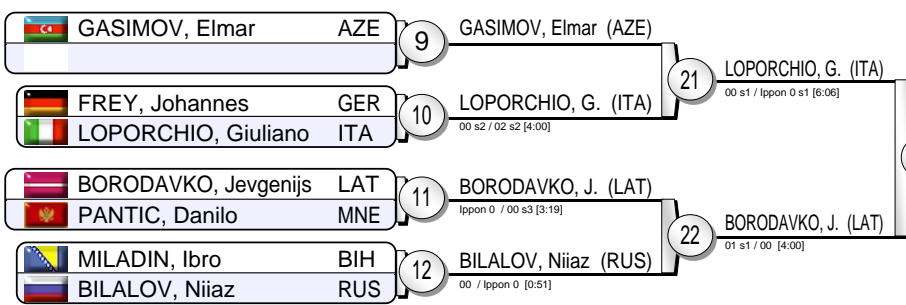 GASIMOV, Elmar AZE
9
GASIMOV, Elmar (AZE)
FREY, Johannes GER
LOPORCHIO, Giuliano ITA
10
LOPORCHIO, G. (ITA)
00 s2 / 02 s2 [4:00]
21
LOPORCHIO, G. (ITA)
00 s1 / Ippon 0 s1 [6:06]
BORODAVKO, Jevgenijs LAT
PANTIC, Danilo MNE
11
BORODAVKO, J. (LAT)
Ippon 0 / 00 s3 [3:19]
MILADIN, Ibro BIH
BILALOV, Niiaz RUS
12
BILALOV, Niiaz (RUS)
00 / Ippon 0 [0:51]
22
BORODAVKO, J. (LAT)
01 s1 / 00 [4:00]